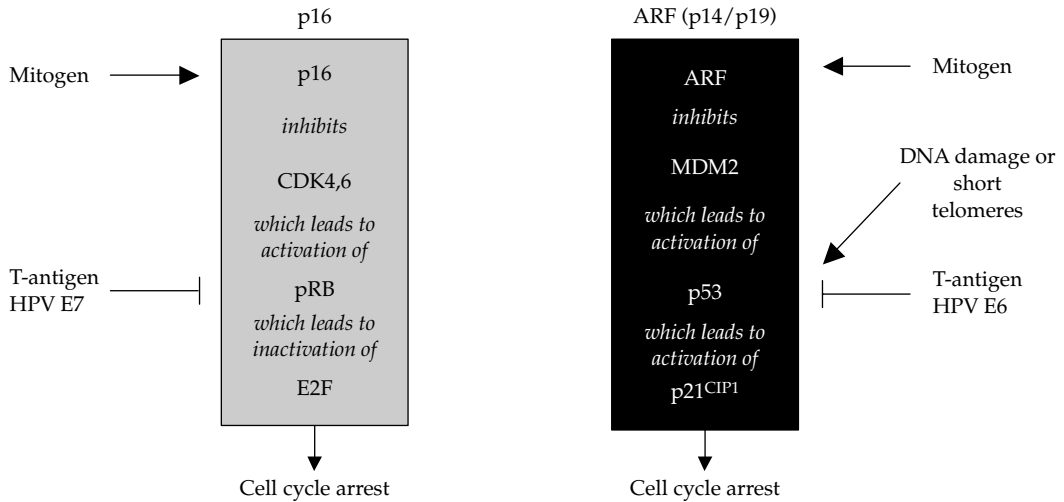 p16
Mitogen
p16
inhibits
CDK4,6
which leads to
activation of
T-antigen
HPV E7
pRB
which leads to
inactivation of
E2F
Cell cycle arrest
ARF (p14/p19)
ARF
Mitogen
inhibits
MDM2
DNA damage or
short
telomeres
which leads to
activation of
p53
T-antigen
HPV E6
which leads to
activation of
p21CIP1
Cell cycle arrest